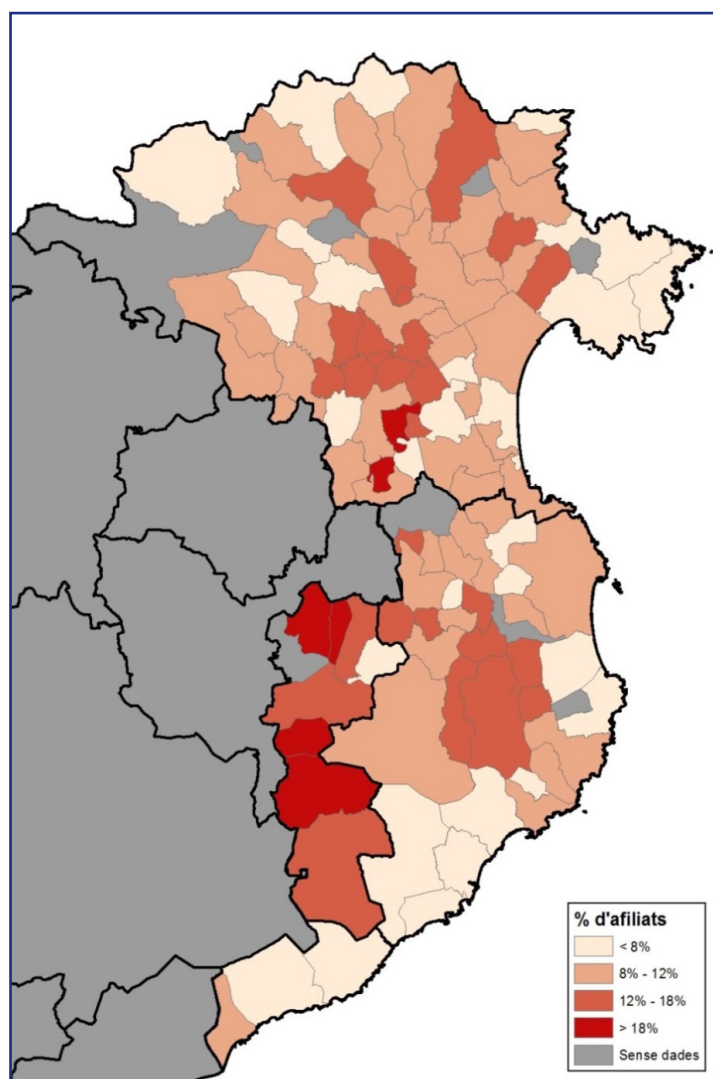 % d'afiliats
< 8%
8% - 12%
12% - 18%
> 18%
Sense dades